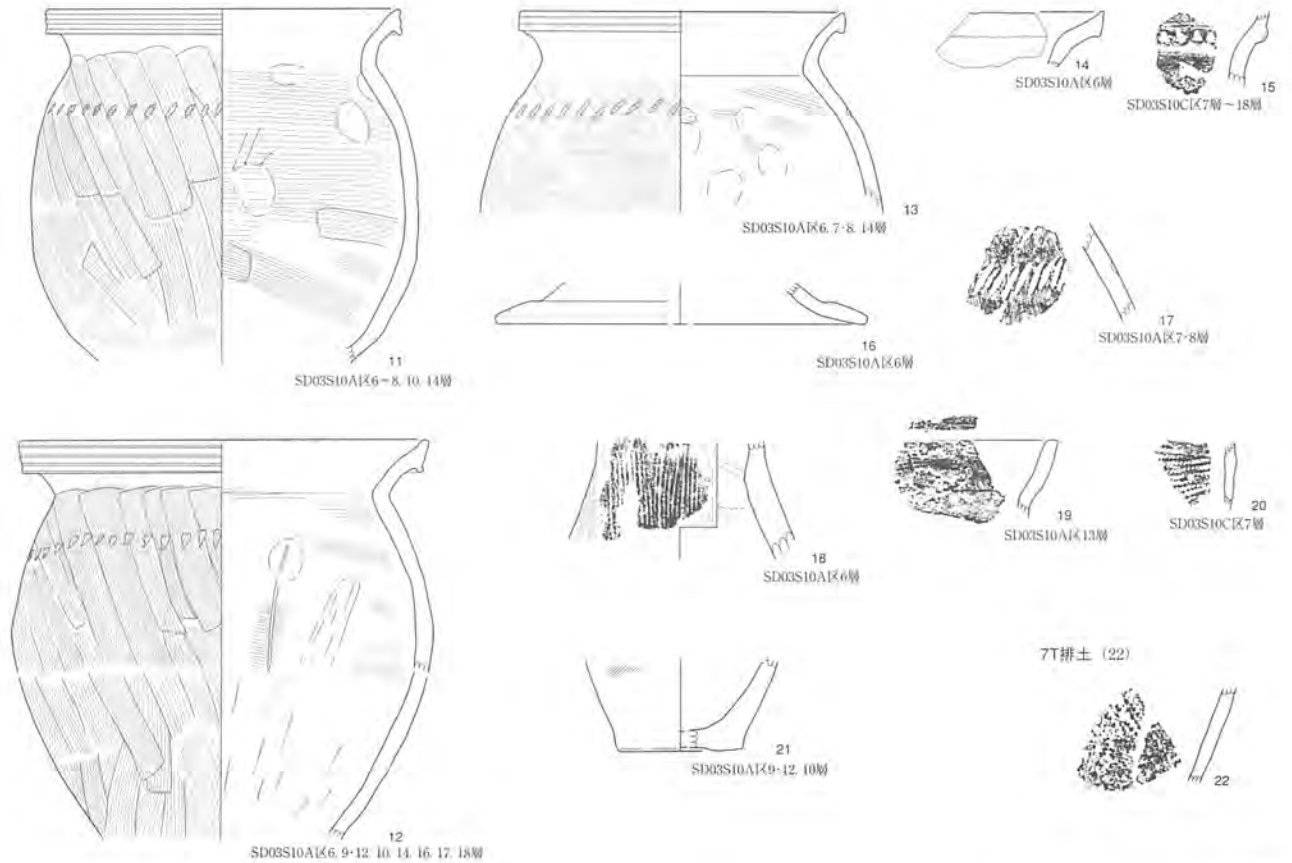 11
SD03S10A区6~8. 10. 14層
13
SD03S10A区6. 7・8. 14層
14
SD03S10A区6層
15
SD03S10C区7層~18層
16
SD03S10A区6層
17
SD03S10A区7・8層
12
SD03S10A区6. 9・12. 10. 14. 16. 17. 18層
18
SD03S10A区6層
19
SD03S10A区13層
20
SD03S10C区7層
21
SD03S10A区9・12. 10層
7T排土 (22)
22